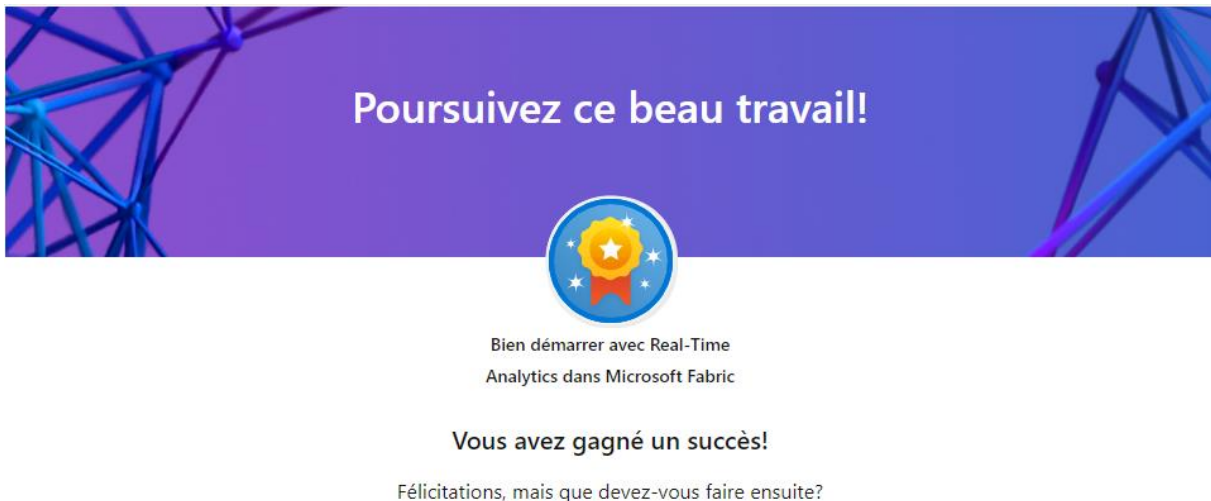 Poursuivez ce beau travail!
Bien démarrer avec Real-Time
Analytics dans Microsoft Fabric
Vous avez gagné un succès!
Félicitations, mais que devez-vous faire ensuite?